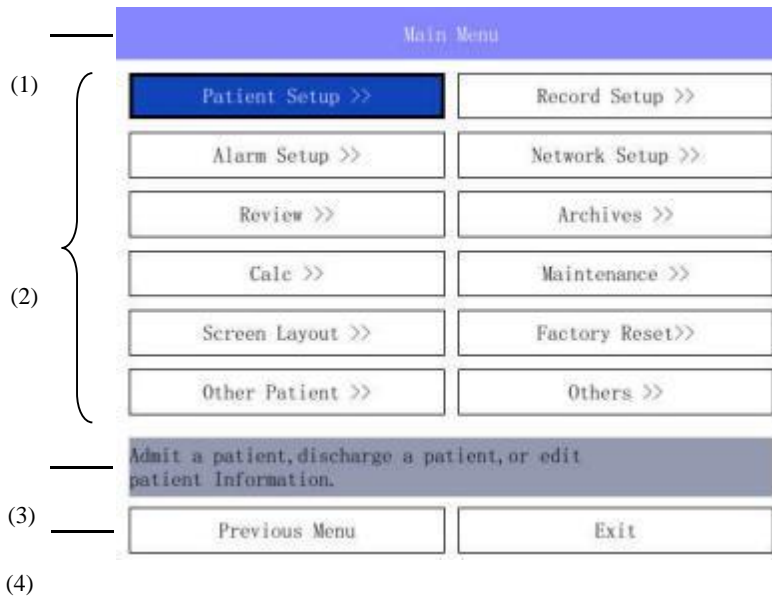 Main Menu
(1)
Patient Setup >> Record Setup >>
Alarm Setup >> Network Setup >>
Review >> Archives >>
Calc >> Maintenance >>
(2)
Screen Layout >> Factory Reset>>
Other Patient >> Others >>
Admit a patient,discharge a patient,or edit
patient Information.
(3)
Previous Menu Exit
(4)